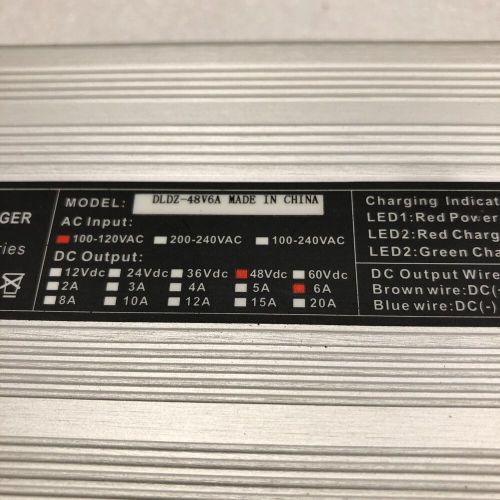 GER
ries
MODEL: DLDZ-48V6A MADE IN CHINA
AC Input:
100-120VAC 200-240VAC 100-240VAC
DC Output:
12Vdc 24Vdc 36Vdc 48Vdc 60Vdc
2A 3A 4A 5A 6A
8A 10A 12A 15A 20A
Charging Indicat
LED1:Red Power
LED2:Red Charg
LED2:Green Cha
DC Output Wire
Brown wire:DC(+
Blue wire:DC(-)